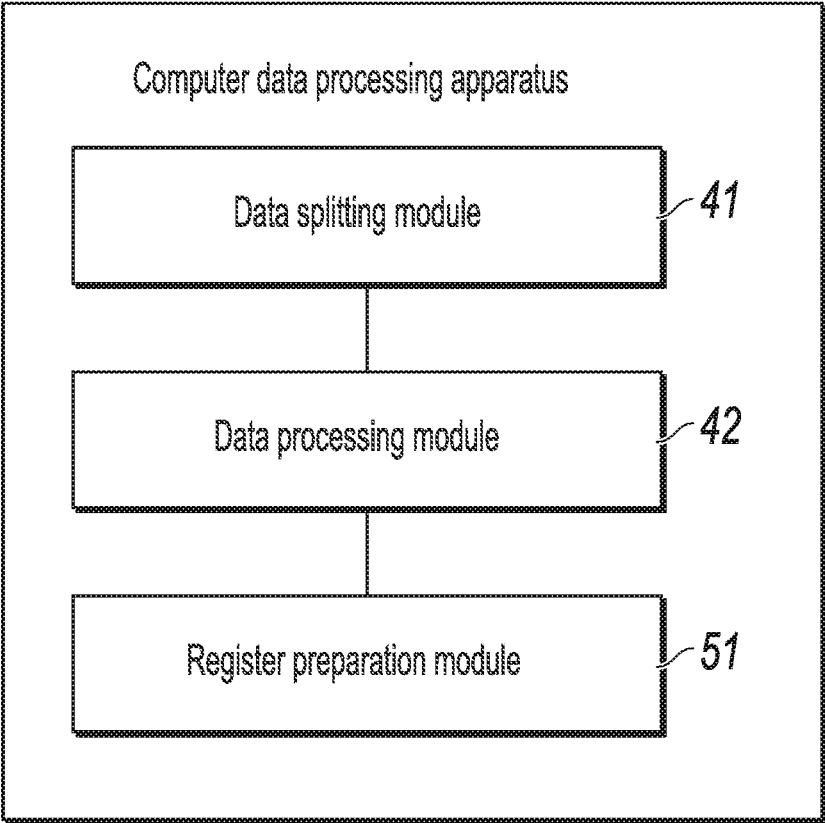 Computer data processing apparatus
Data splitting module
41
Data processing module
42
Register preparation module
51